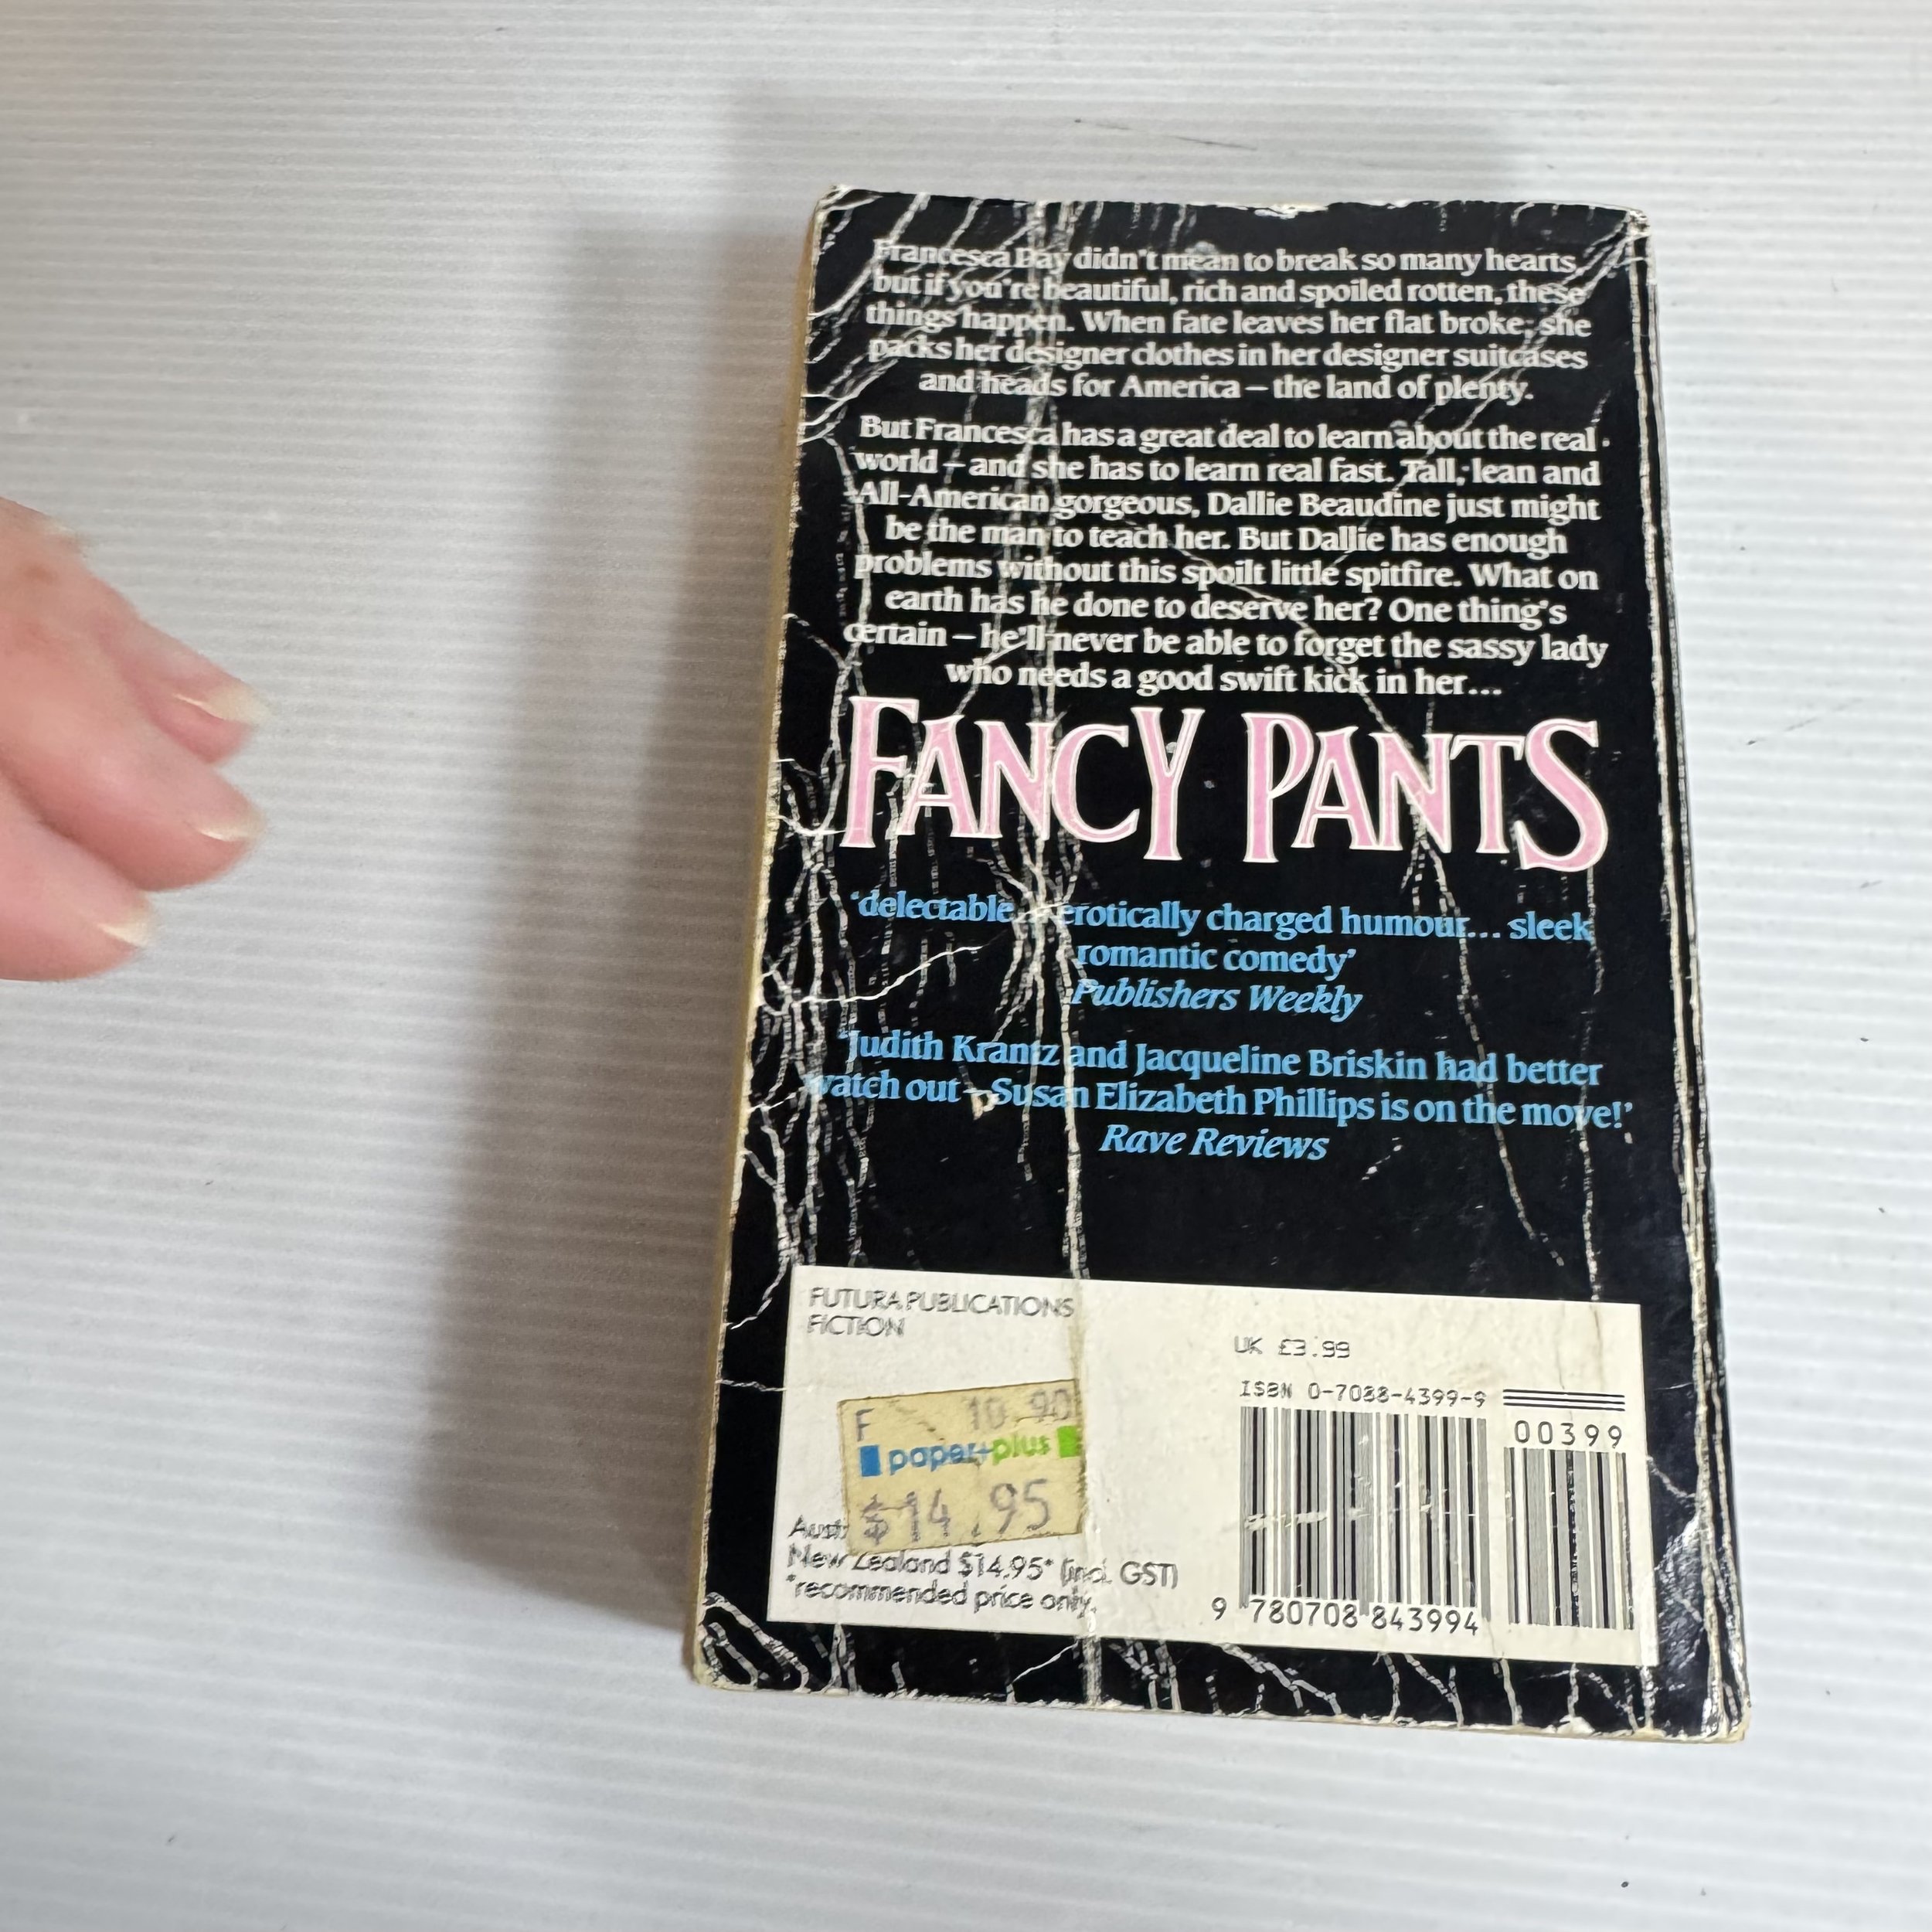 Francesca Day didn't mean to break so many hearts,
but if you're beautiful, rich and spoiled rotten, these
things happen. When fate leaves her flat broke, she
packs her designer clothes in her designer suitcases
and heads for America – the land of plenty.
But Francesca has a great deal to learn about the real
world – and she has to learn real fast. Tall, lean and
All-American gorgeous, Dallie Beaudine just might
be the man to teach her. But Dallie has enough
problems without this spoilt little spitfire. What on
earth has he done to deserve her? One thing's
certain – he'll never be able to forget the sassy lady
who needs a good swift kick in her...
FANCY PANTS
'delectable... erotically charged humour... sleek
romantic comedy'
Publishers Weekly
'Judith Krantz and Jacqueline Briskin had better
watch out – Susan Elizabeth Phillips is on the move!'
Rave Reviews
FUTURA PUBLICATIONS
FICTION
UK £3.99
ISBN 0-7088-4399-9
00399
F 10.90
paper+plus
$14.95
New Zealand $14.95* (incl. GST)
*recommended price only.
9 780708 843994